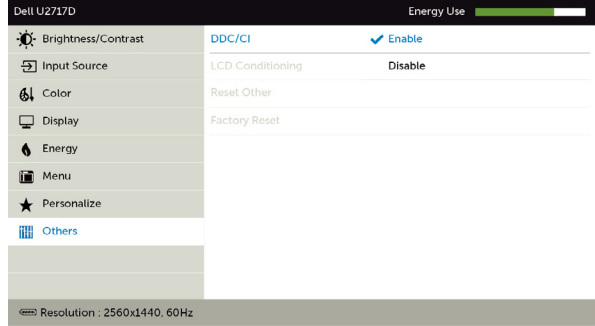 Dell U2717D Energy Use
Brightness/Contrast DDC/CI Enable
Input Source LCD Conditioning Disable
Color Reset Other
Display Factory Reset
Energy
Menu
Personalize
Others
Resolution : 2560x1440, 60Hz